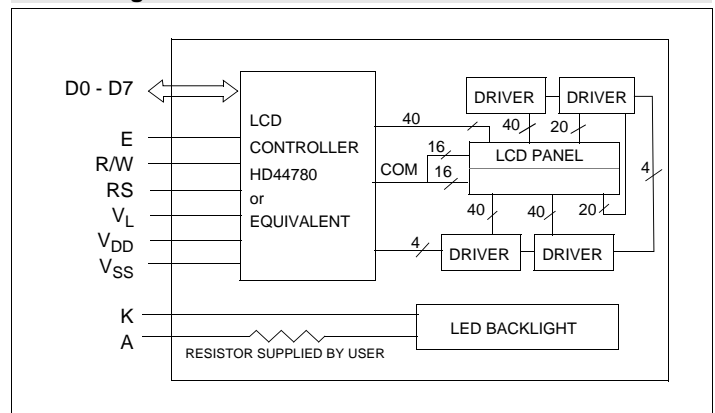 D0 - D7
E
R/W
RS
VL
VDD
VSS
K
A
LCD
CONTROLLER
HD44780
or
EQUIVALENT
40
COM
16
16
4
DRIVER
DRIVER
40
20
LCD PANEL
4
40
40
20
DRIVER
DRIVER
LED BACKLIGHT
RESISTOR SUPPLIED BY USER